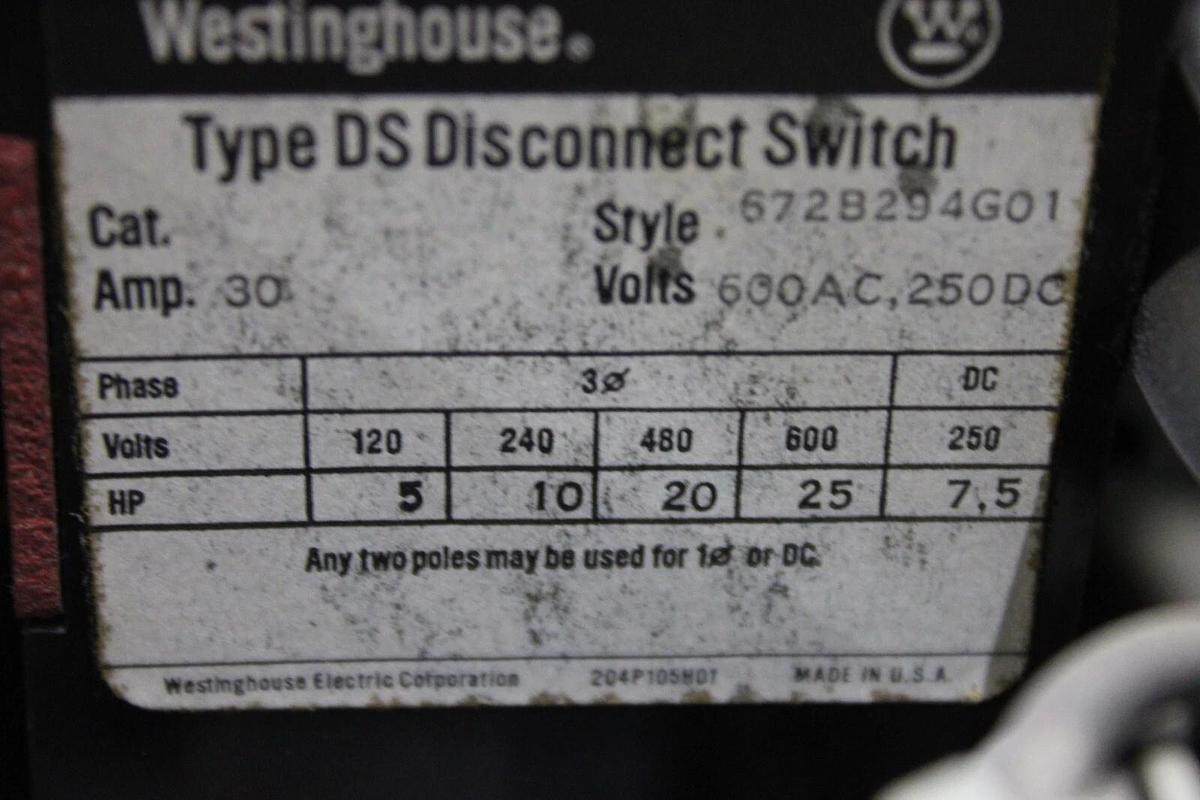 Westinghouse® W
Type DS Disconnect Switch
Cat. Style 672B294G01
Amp. 30 Volts 600AC,250DC
Phase 3ø DC
Volts 120 240 480 600 250
HP 5 10 20 25 7.5
Any two poles may be used for 1ø or DC.
Westinghouse Electric Corporation 204P105H01 MADE IN U.S.A.